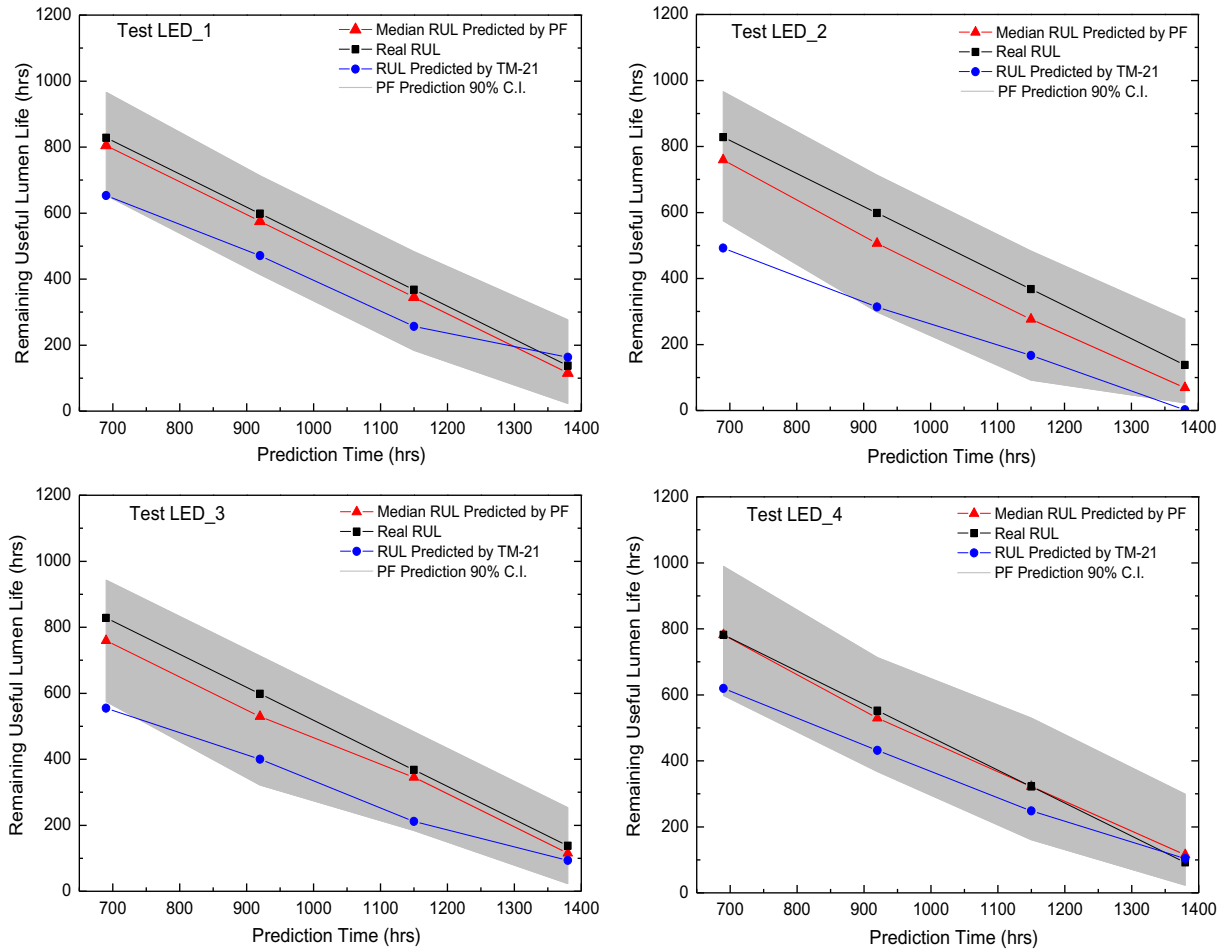 Test LED_1
Median RUL Predicted by PF
Real RUL
RUL Predicted by TM-21
PF Prediction 90% C.I.
Remaining Useful Lumen Life (hrs)
1200
1000
800
600
400
200
0
700 800 900 1000 1100 1200 1300 1400
Prediction Time (hrs)
Test LED_2
Median RUL Predicted by PF
Real RUL
RUL Predicted by TM-21
PF Prediction 90% C.I.
Remaining Useful Lumen Life (hrs)
1200
1000
800
600
400
200
0
700 800 900 1000 1100 1200 1300 1400
Prediction Time (hrs)
Test LED_3
Median RUL Predicted by PF
Real RUL
RUL Predicted by TM-21
PF Prediction 90% C.I.
Remaining Useful Lumen Life (hrs)
1200
1000
800
600
400
200
0
700 800 900 1000 1100 1200 1300 1400
Prediction Time (hrs)
Test LED_4
Median RUL Predicted by PF
Real RUL
RUL Predicted by TM-21
PF Prediction 90% C.I.
Remaining Useful Lumen Life (hrs)
1200
1000
800
600
400
200
0
700 800 900 1000 1100 1200 1300 1400
Prediction Time (hrs)